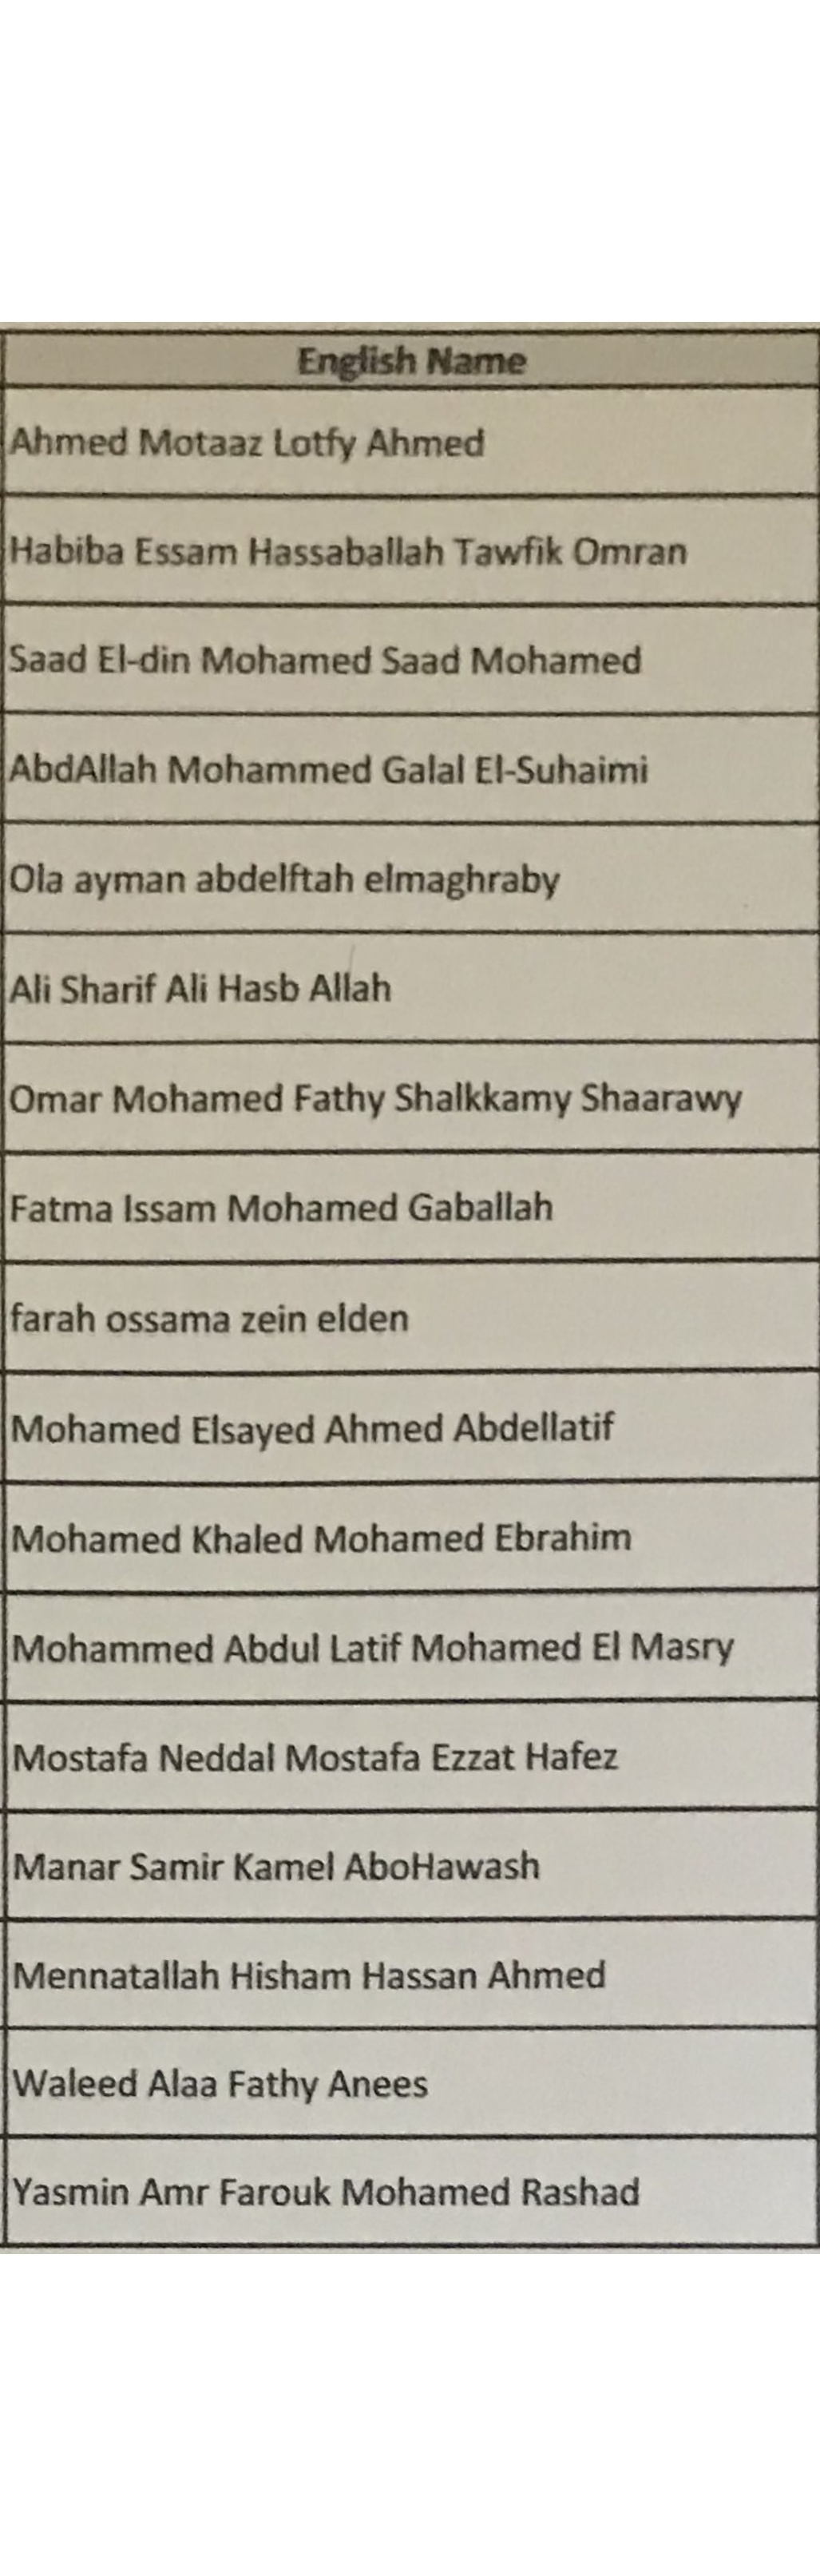 English Name
Ahmed Motaaz Lotfy Ahmed
Habiba Essam Hassaballah Tawfik Omran
Saad El-din Mohamed Saad Mohamed
AbdAllah Mohammed Galal El-Suhaimi
Ola ayman abdelftah elmaghraby
Ali Sharif Ali Hasb Allah
Omar Mohamed Fathy Shalkkamy Shaarawy
Fatma Issam Mohamed Gaballah
farah ossama zein elden
Mohamed Elsayed Ahmed Abdellatif
Mohamed Khaled Mohamed Ebrahim
Mohammed Abdul Latif Mohamed El Masry
Mostafa Neddal Mostafa Ezzat Hafez
Manar Samir Kamel AboHawash
Mennatallah Hisham Hassan Ahmed
Waleed Alaa Fathy Anees
Yasmin Amr Farouk Mohamed Rashad